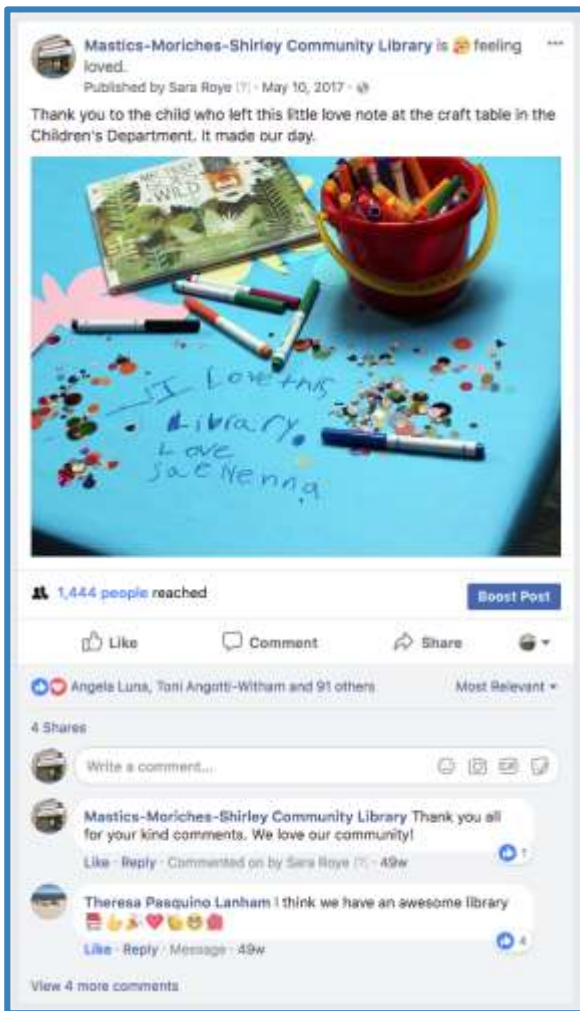 Mastics-Moriches-Shirley Community Library is feeling
loved.
Published by Sara Roye [?] · May 10, 2017 ·
Thank you to the child who left this little love note at the craft table in the
Children's Department. It made our day.
WILD
I Love this
Library.
Love
1,444 people reached
Boost Post
Like
Comment
Share
Angela Luna, Toni Angotti-Witham and 91 others
Most Relevant
4 Shares
Write a comment...
GIF
Mastics-Moriches-Shirley Community Library Thank you all
for your kind comments. We love our community!
1
Like · Reply · Commented on by Sara Roye [?] · 49w
Theresa Pasquino Lanham I think we have an awesome library
4
Like · Reply · Message · 49w
View 4 more comments